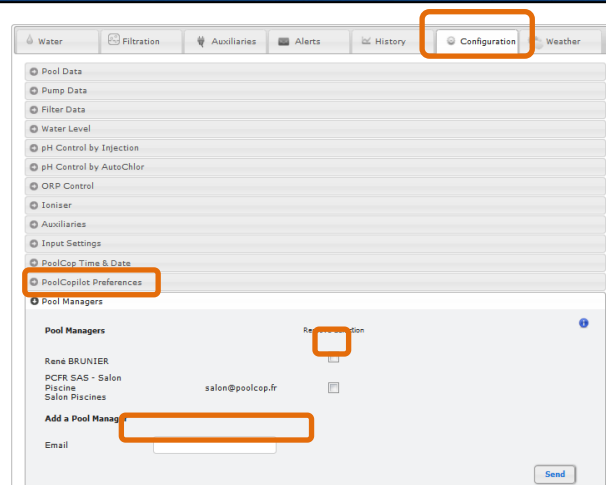 Water Filtration Auxiliaries Alerts History Configuration Weather
Pool Data
Pump Data
Filter Data
Water Level
pH Control by Injection
pH Control by AutoChlor
ORP Control
Ioniser
Auxiliaries
Input Settings
PoolCop Time & Date
PoolCopilot Preferences
Pool Managers
Pool Managers
René BRUNIER
PCFR SAS - Salon
Piscine salon@poolcop.fr
Salon Piscines
Add a Pool Manager
Email
Send